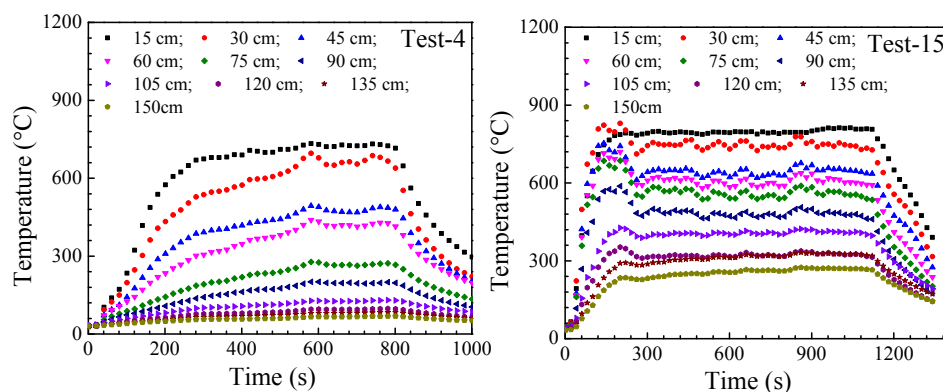 Test-4
15 cm; 30 cm; 45 cm;
60 cm; 75 cm; 90 cm;
105 cm; 120 cm; 135 cm;
150cm
Temperature (°C)
1200
900
600
300
0
0 200 400 600 800 1000
Time (s)
Test-15
15 cm; 30 cm; 45 cm;
60 cm; 75 cm; 90 cm;
105 cm; 120 cm; 135 cm;
150cm
Temperature (°C)
1200
900
600
300
0
0 300 600 900 1200
Time (s)